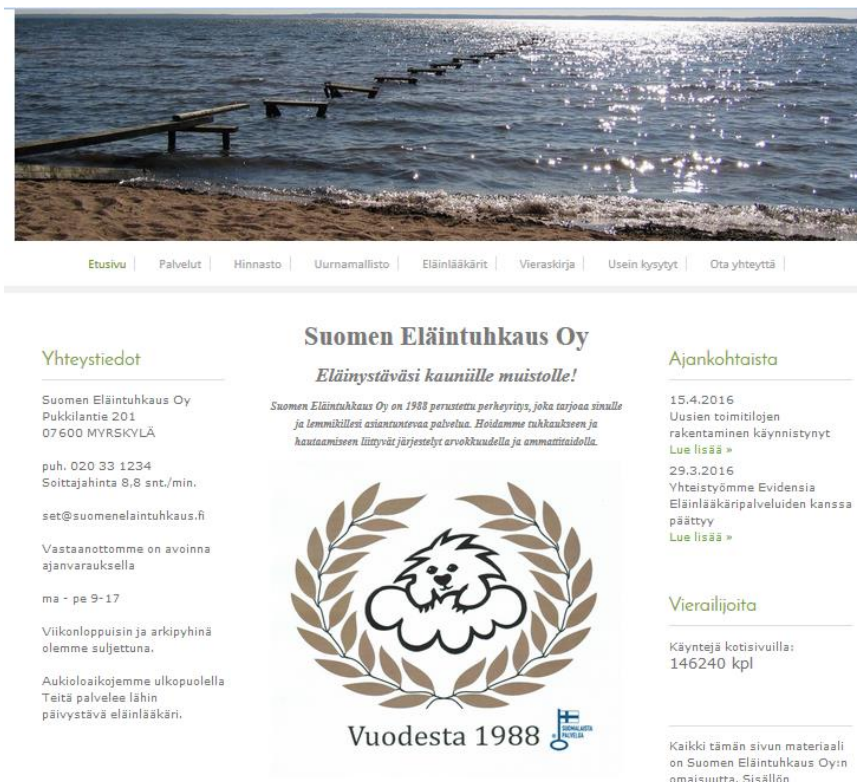 Etusivu
Palvelut
Hinnasto
Uurnamallisto
Eläinlääkärit
Vieraskirja
Usein kysytyt
Ota yhteyttä
Yhteystiedot
Suomen Eläintuhkaus Oy
Pukkilantie 201
07600 MYRSKYLÄ
puh. 020 33 1234
Soittajahinta 8,8 snt./min.
set@suomenelaintuhkaus.fi
Vastaanottomme on avoinna
ajanvarauksella
ma - pe 9-17
Viikonloppuisin ja arkipyhinä
olemme suljettuna.
Aukioloaikojemme ulkopuolella
Teitä palvelee lähin
päivystävä eläinlääkäri.
Suomen Eläintuhkaus Oy
Eläinystäväsi kauniille muistolle!
Suomen Eläintuhkaus Oy on 1988 perustettu perheyritys, joka tarjoaa sinulle
ja lemmikillesi asiantuntevaa palvelua. Hoidamme tuhkaukseen ja
hautaamiseen liittyvät järjestelyt arvokkuudella ja ammattitaidolla.
Vuodesta 1988
SUOMALAISTA
PALVELUA
Ajankohtaista
15.4.2016
Uusien toimitilojen
rakentaminen käynnistynyt
Lue lisää »
29.3.2016
Yhteistyömme Evidensia
Eläinlääkäripalveluiden kanssa
päättyy
Lue lisää »
Vierailijoita
Käyntejä kotisivuilla:
146240 kpl
Kaikki tämän sivun materiaali
on Suomen Eläintuhkaus Oy:n
omaisuutta. Sisällön